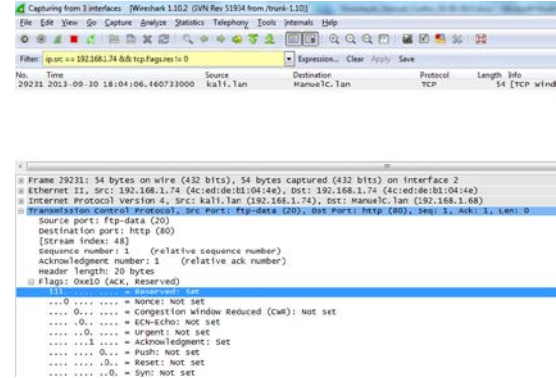 Capturing from 3 interfaces [Wireshark 1.10.2 (SVN Rev 51934 from /trunk-1.10)]
File Edit View Go Capture Analyze Statistics Telephony Tools Internals Help
Filter: ip.src == 192.168.1.74 && tcp.flags.res != 0 Expression... Clear Apply Save
No. Time Source Destination Protocol Length Info
29231 2013-09-30 18:04:06.460733000 kali.lan ManuelC.lan TCP 54 [TCP Wind
Frame 29231: 54 bytes on wire (432 bits), 54 bytes captured (432 bits) on interface 2
Ethernet II, Src: 192.168.1.74 (4c:ed:de:b1:04:4e), Dst: 192.168.1.74 (4c:ed:de:b1:04:4e)
Internet Protocol Version 4, Src: kali.lan (192.168.1.74), Dst: ManuelC.lan (192.168.1.68)
Transmission Control Protocol, Src Port: ftp-data (20), Dst Port: http (80), Seq: 1, Ack: 1, Len: 0
Source port: ftp-data (20)
Destination port: http (80)
[Stream index: 48]
Sequence number: 1 (relative sequence number)
Acknowledgment number: 1 (relative ack number)
Header length: 20 bytes
Flags: 0xe10 (ACK, Reserved)
111. .... .... = Reserved: Set
...0 .... .... = Nonce: Not set
.... 0... .... = Congestion Window Reduced (CWR): Not set
.... .0.. .... = ECN-Echo: Not set
.... ..0. .... = Urgent: Not set
.... ...1 .... = Acknowledgment: Set
.... .... 0... = Push: Not set
.... .... .0.. = Reset: Not set
.... .... ..0. = Syn: Not set